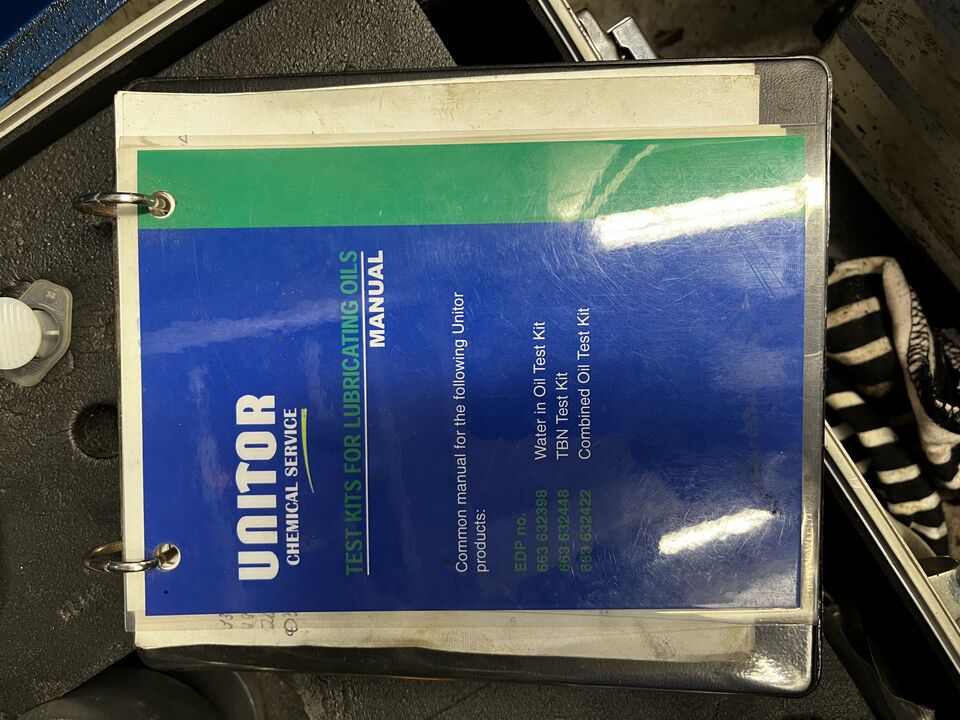 UNITOR
CHEMICAL SERVICE
TEST KITS FOR LUBRICATING OILS
MANUAL
Common manual for the following Unitor
products:
EDP no.
663 632398 Water in Oil Test Kit
663 632448 TBN Test Kit
663 632422 Combined Oil Test Kit